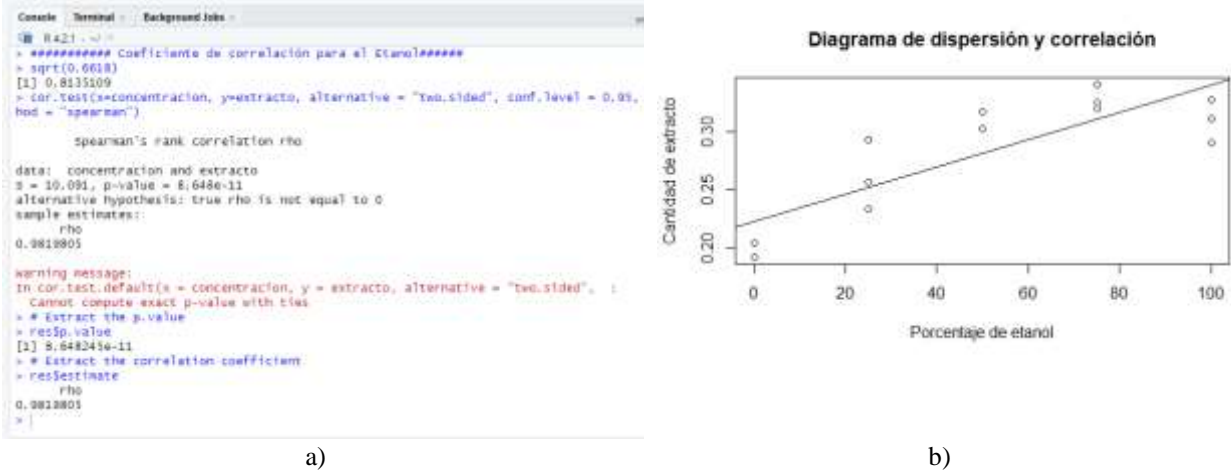 Console Terminal Background Jobs
R 4.2.1 · ~/
> ########### Coeficiente de correlación para el Etanol######
> sqrt(0.6618)
[1] 0.8135109
> cor.test(x=concentracion, y=extracto, alternative = "two.sided", conf.level = 0.95,
hod = "spearman")
Spearman's rank correlation rho
data: concentracion and extracto
S = 10.091, p-value = 8.648e-11
alternative hypothesis: true rho is not equal to 0
sample estimates:
rho
0.9819805
Warning message:
In cor.test.default(x = concentracion, y = extracto, alternative = "two.sided", :
Cannot compute exact p-value with ties
> # Extract the p.value
> res$p.value
[1] 8.648245e-11
> # Extract the correlation coefficient
> res$estimate
rho
0.9819805
>
a)
Diagrama de dispersión y correlación
Cantidad de extracto
0.30
0.25
0.20
0 20 40 60 80 100
Porcentaje de etanol
b)